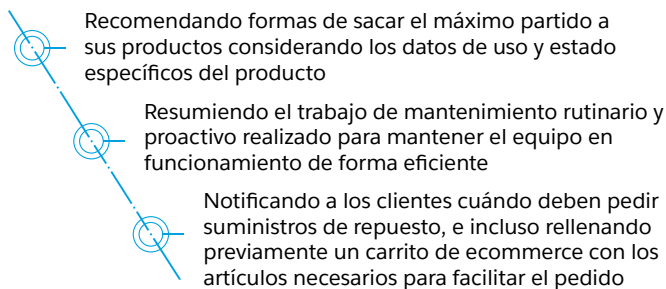 Recomendando formas de sacar el máximo partido a
sus productos considerando los datos de uso y estado
específicos del producto
Resumiendo el trabajo de mantenimiento rutinario y
proactivo realizado para mantener el equipo en
funcionamiento de forma eficiente
Notificando a los clientes cuándo deben pedir
suministros de repuesto, e incluso rellenando
previamente un carrito de ecommerce con los
artículos necesarios para facilitar el pedido